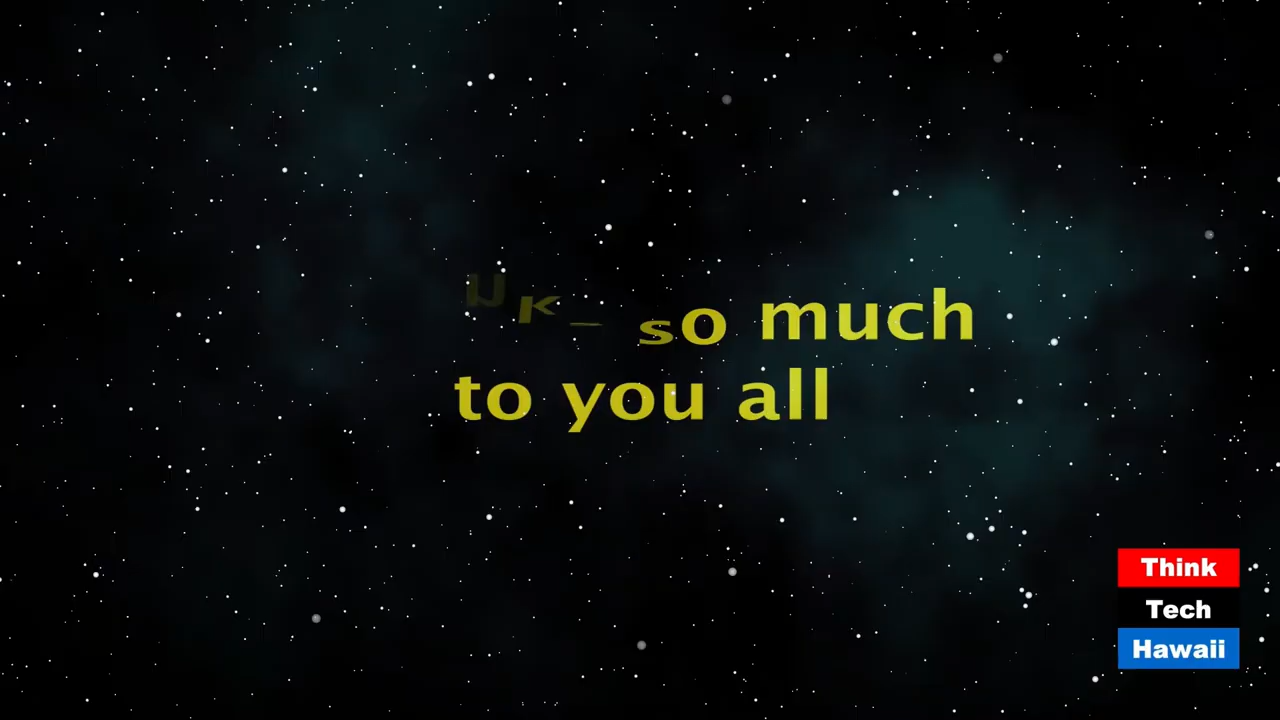 so much
to you all
Think
Tech
Hawaii